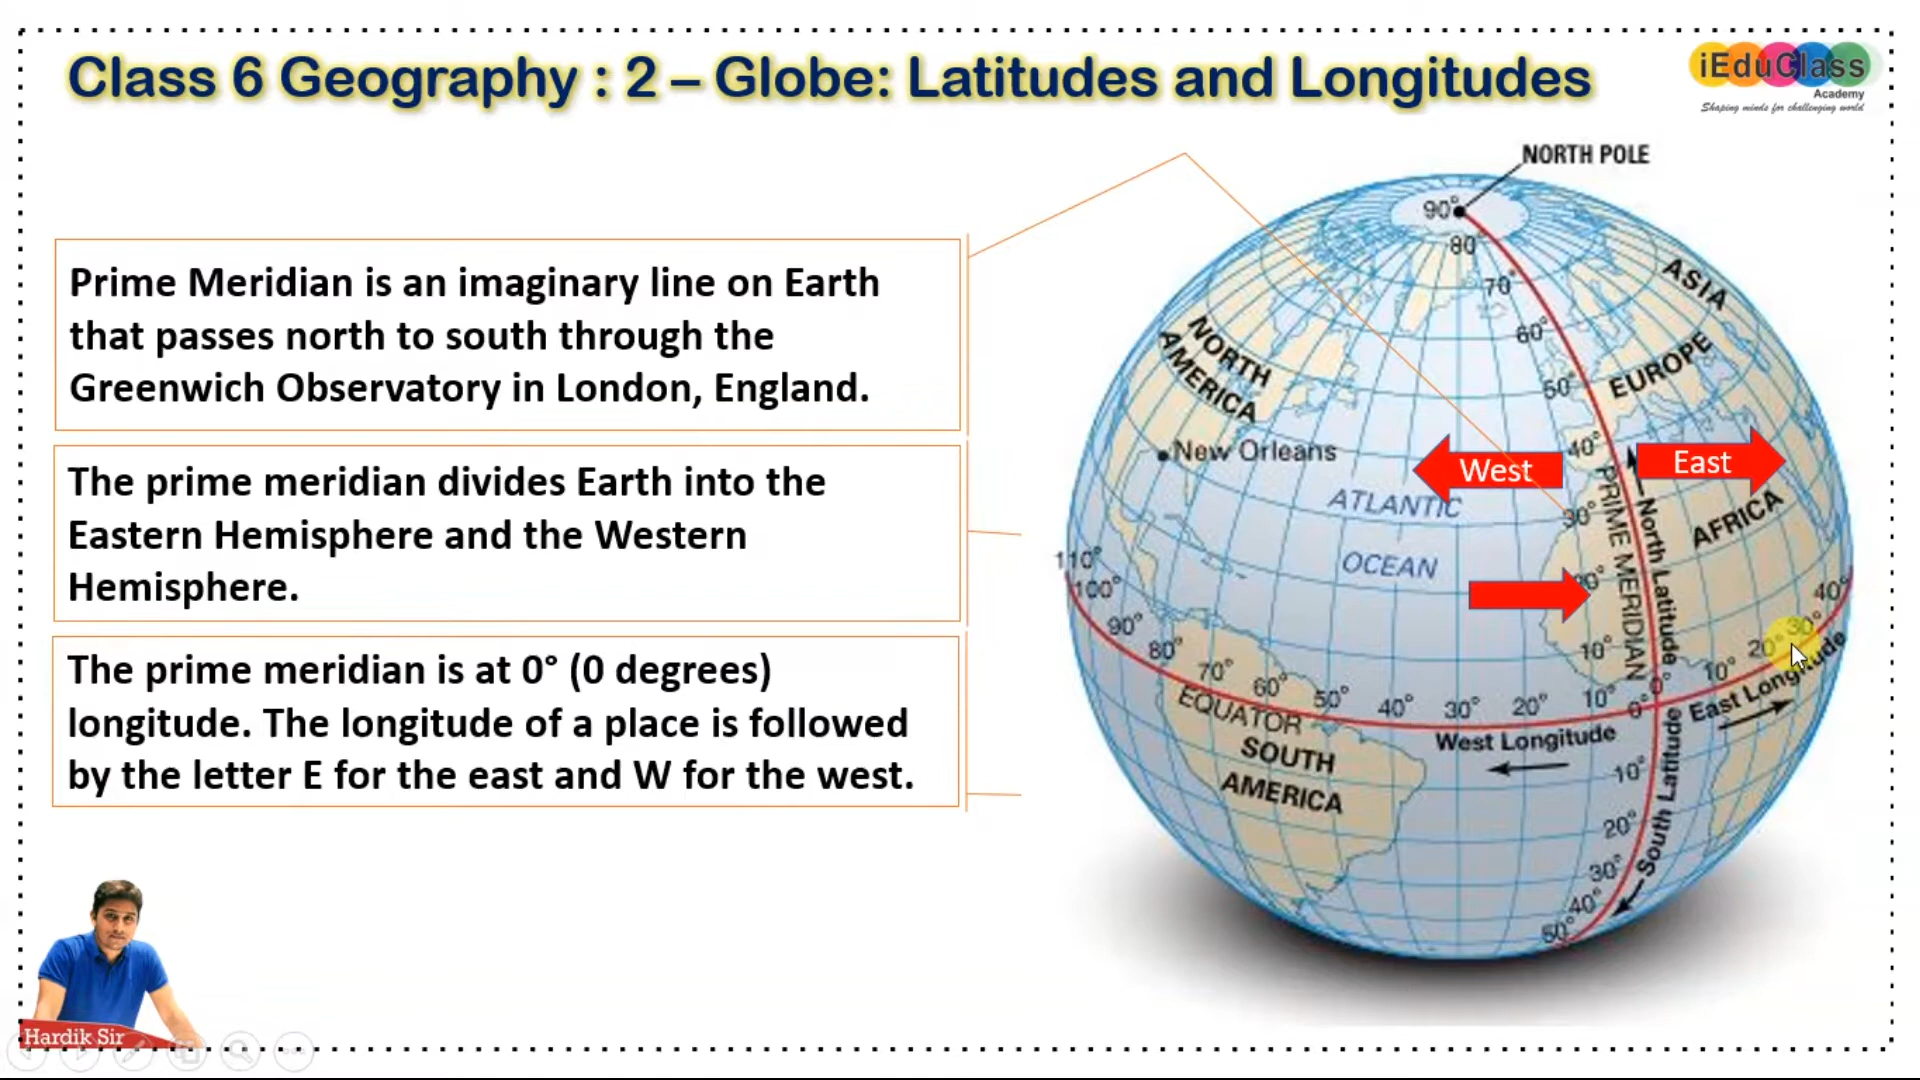 Class 6 Geography : 2 – Globe: Latitudes and Longitudes
iEduClass
Academy
Shaping minds for challenging world
Prime Meridian is an imaginary line on Earth
that passes north to south through the
Greenwich Observatory in London, England.
The prime meridian divides Earth into the
Eastern Hemisphere and the Western
Hemisphere.
The prime meridian is at 0° (0 degrees)
longitude. The longitude of a place is followed
by the letter E for the east and W for the west.
Hardik Sir
NORTH POLE
90°
80°
70°
60°
50°
40°
30°
10°
ASIA
EUROPE
NORTH
AMERICA
New Orleans
West
East
ATLANTIC
OCEAN
AFRICA
PRIME MERIDIAN
North Latitude
110°
100°
90°
80°
70°
60°
50°
40°
30°
20°
10°
0°
0°
10°
20°
30°
40°
EQUATOR
West Longitude
East Longitude
SOUTH
AMERICA
South Latitude
10°
20°
30°
40°
50°